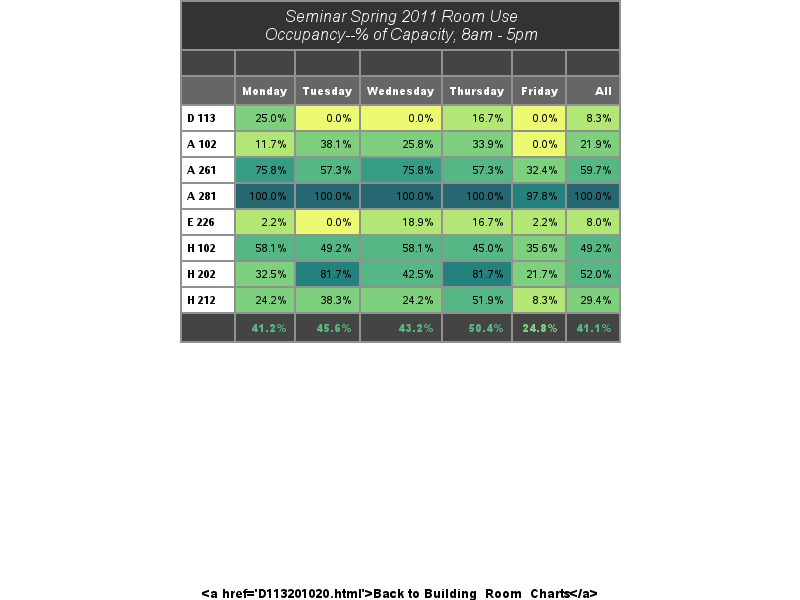 Seminar Spring 2011 Room Use
Occupancy--% of Capacity, 8am - 5pm
Monday Tuesday Wednesday Thursday Friday All
D 113 25.0% 0.0% 0.0% 16.7% 0.0% 8.3%
A 102 11.7% 38.1% 25.8% 33.9% 0.0% 21.9%
A 261 75.8% 57.3% 75.8% 57.3% 32.4% 59.7%
A 281 100.0% 100.0% 100.0% 100.0% 97.8% 100.0%
E 226 2.2% 0.0% 18.9% 16.7% 2.2% 8.0%
H 102 58.1% 49.2% 58.1% 45.0% 35.6% 49.2%
H 202 32.5% 81.7% 42.5% 81.7% 21.7% 52.0%
H 212 24.2% 38.3% 24.2% 51.9% 8.3% 29.4%
41.2% 45.6% 43.2% 50.4% 24.8% 41.1%
<a href='D113201020.html'>Back to Building_Room_Charts</a>